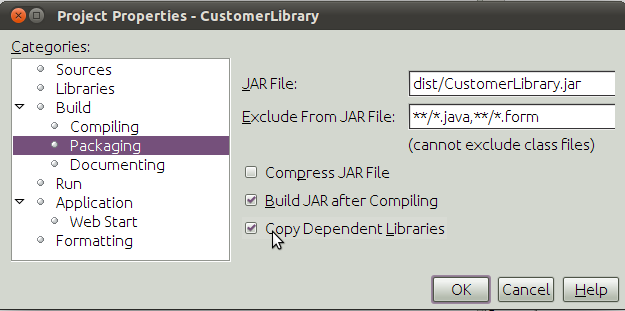 Project Properties - CustomerLibrary
Categories:
Sources
Libraries
Build
Compiling
Packaging
Documenting
Run
Application
Web Start
Formatting
JAR File: dist/CustomerLibrary.jar
Exclude From JAR File: **/*.java,**/*.form
(cannot exclude class files)
Compress JAR File
Build JAR after Compiling
Copy Dependent Libraries
OK Cancel Help